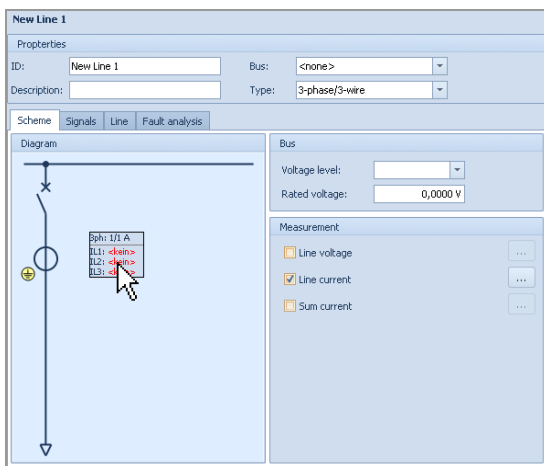 New Line 1
Propterties
ID: New Line 1 Bus: <none>
Description: Type: 3-phase/3-wire
Scheme Signals Line Fault analysis
Diagram
3ph: 1/1 A
IL1: <kein>
IL2: <kein>
IL3: <kein>
Bus
Voltage level:
Rated voltage: 0,0000 V
Measurement
Line voltage ...
Line current ...
Sum current ...